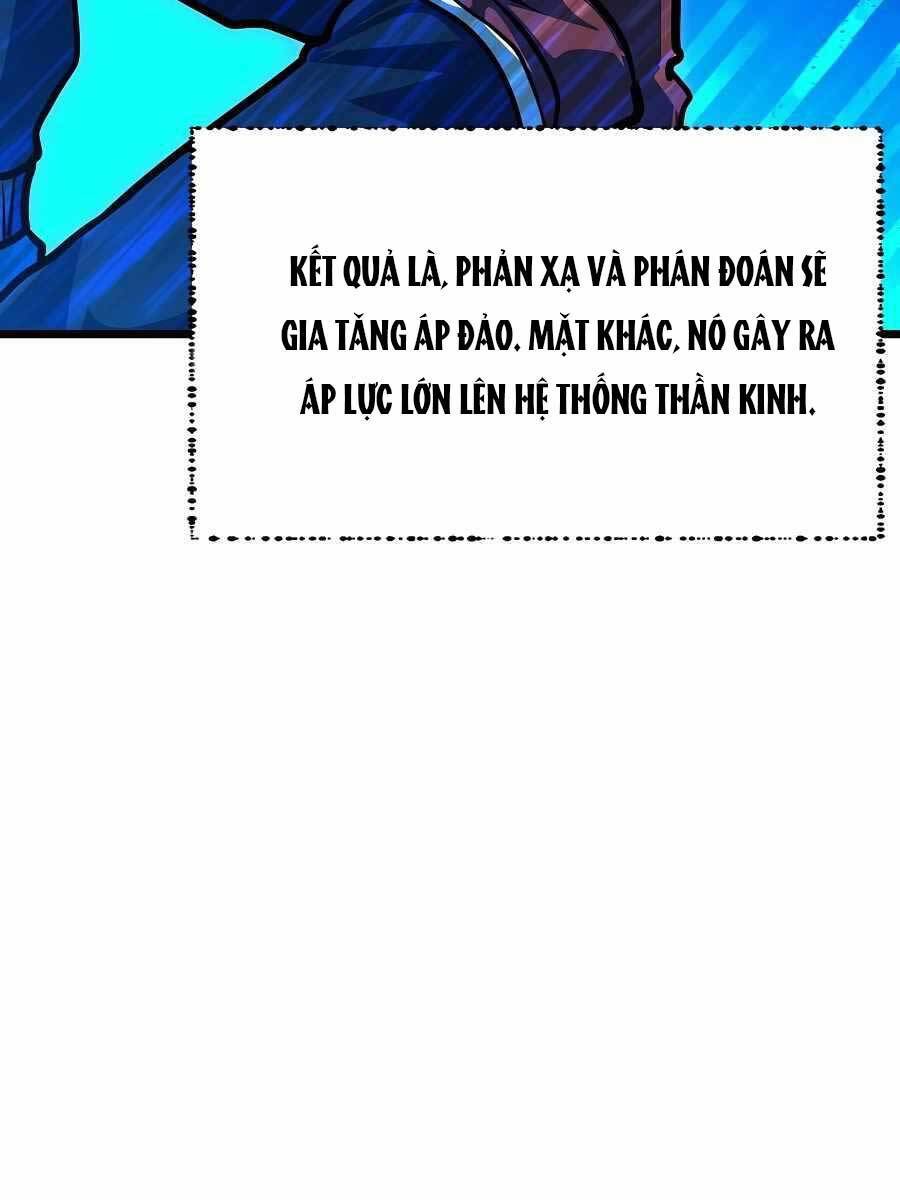 KẾT QUẢ LÀ, PHẢN XẠ VÀ PHÁN ĐOÁN SẼ
GIA TĂNG ÁP ĐẢO. MẶT KHÁC, NÓ GÂY RA
ÁP LỰC LỚN LÊN HỆ THỐNG THẦN KINH.